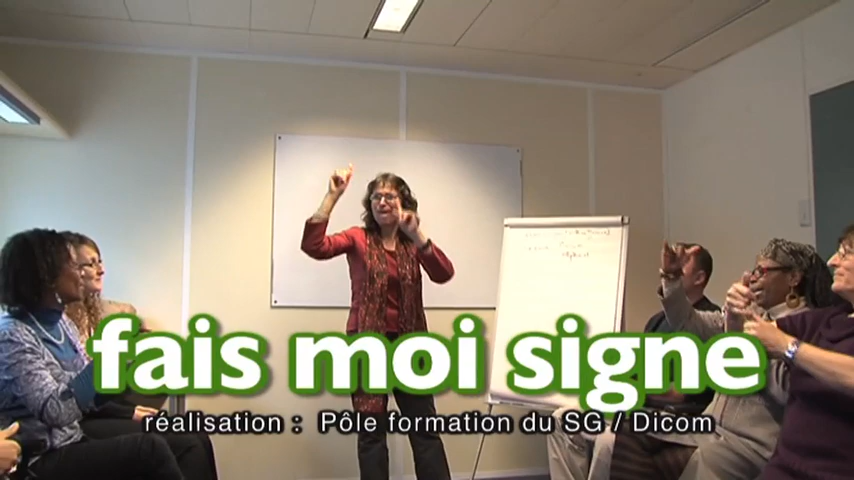 fais moi signe
réalisation : Pôle formation du SG / Dicom